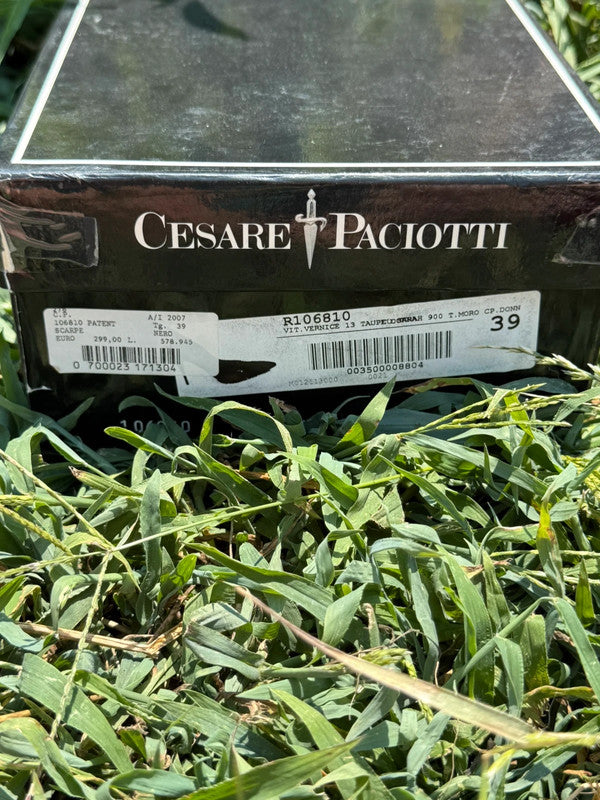 CESARE PACIOTTI
C.P. A/I 2007
106810 PATENT Tg. 39
SCARPE NERO
EURO 299,00 L. 578.945
0 700023 171304
R106810
VIT.VERNICE 13 TAUPE 900 T.MORO CP.DONN
39
003500008804